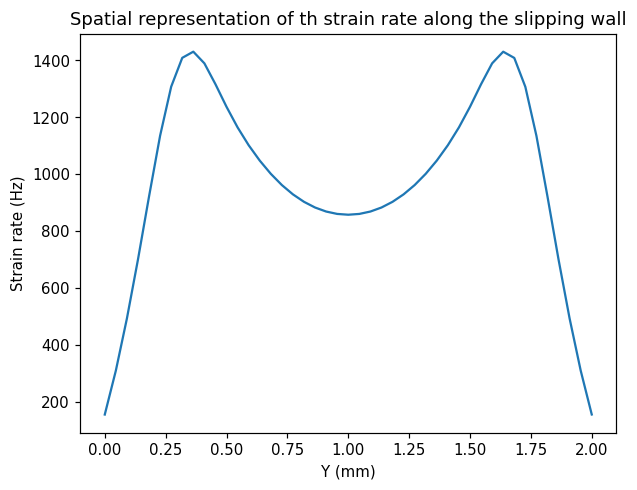 Spatial representation of th strain rate along the slipping wall
1400
1200
1000
800
600
400
200
Strain rate (Hz)
0.00 0.25 0.50 0.75 1.00 1.25 1.50 1.75 2.00
Y (mm)